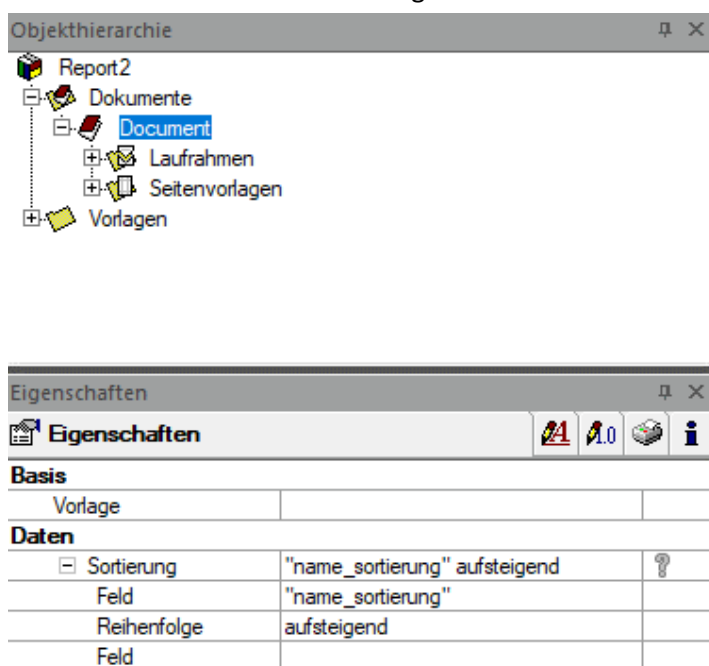 Objekthierarchie
Report2
Dokumente
Document
Laufrahmen
Seitenvorlagen
Vorlagen
Eigenschaften
Eigenschaften
Basis
Vorlage
Daten
Sortierung "name_sortierung" aufsteigend
Feld "name_sortierung"
Reihenfolge aufsteigend
Feld